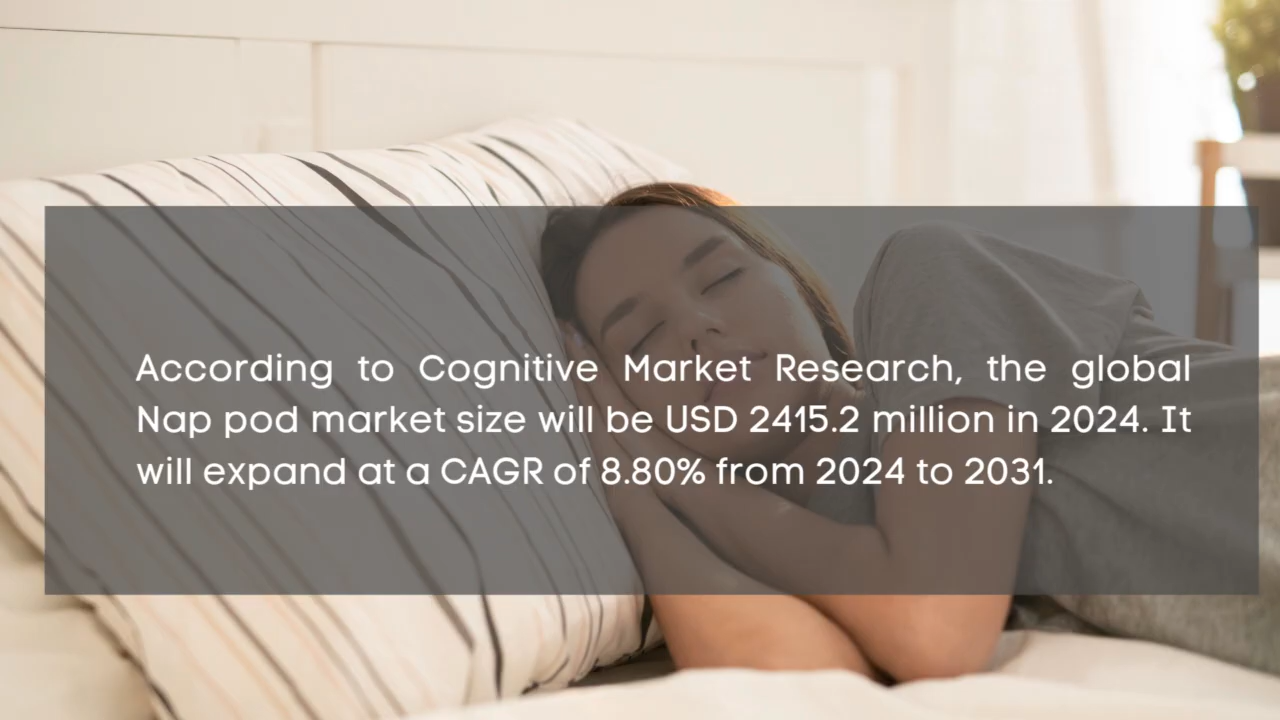 According to Cognitive Market Research, the global
Nap pod market size will be USD 2415.2 million in 2024. It
will expand at a CAGR of 8.80% from 2024 to 2031.